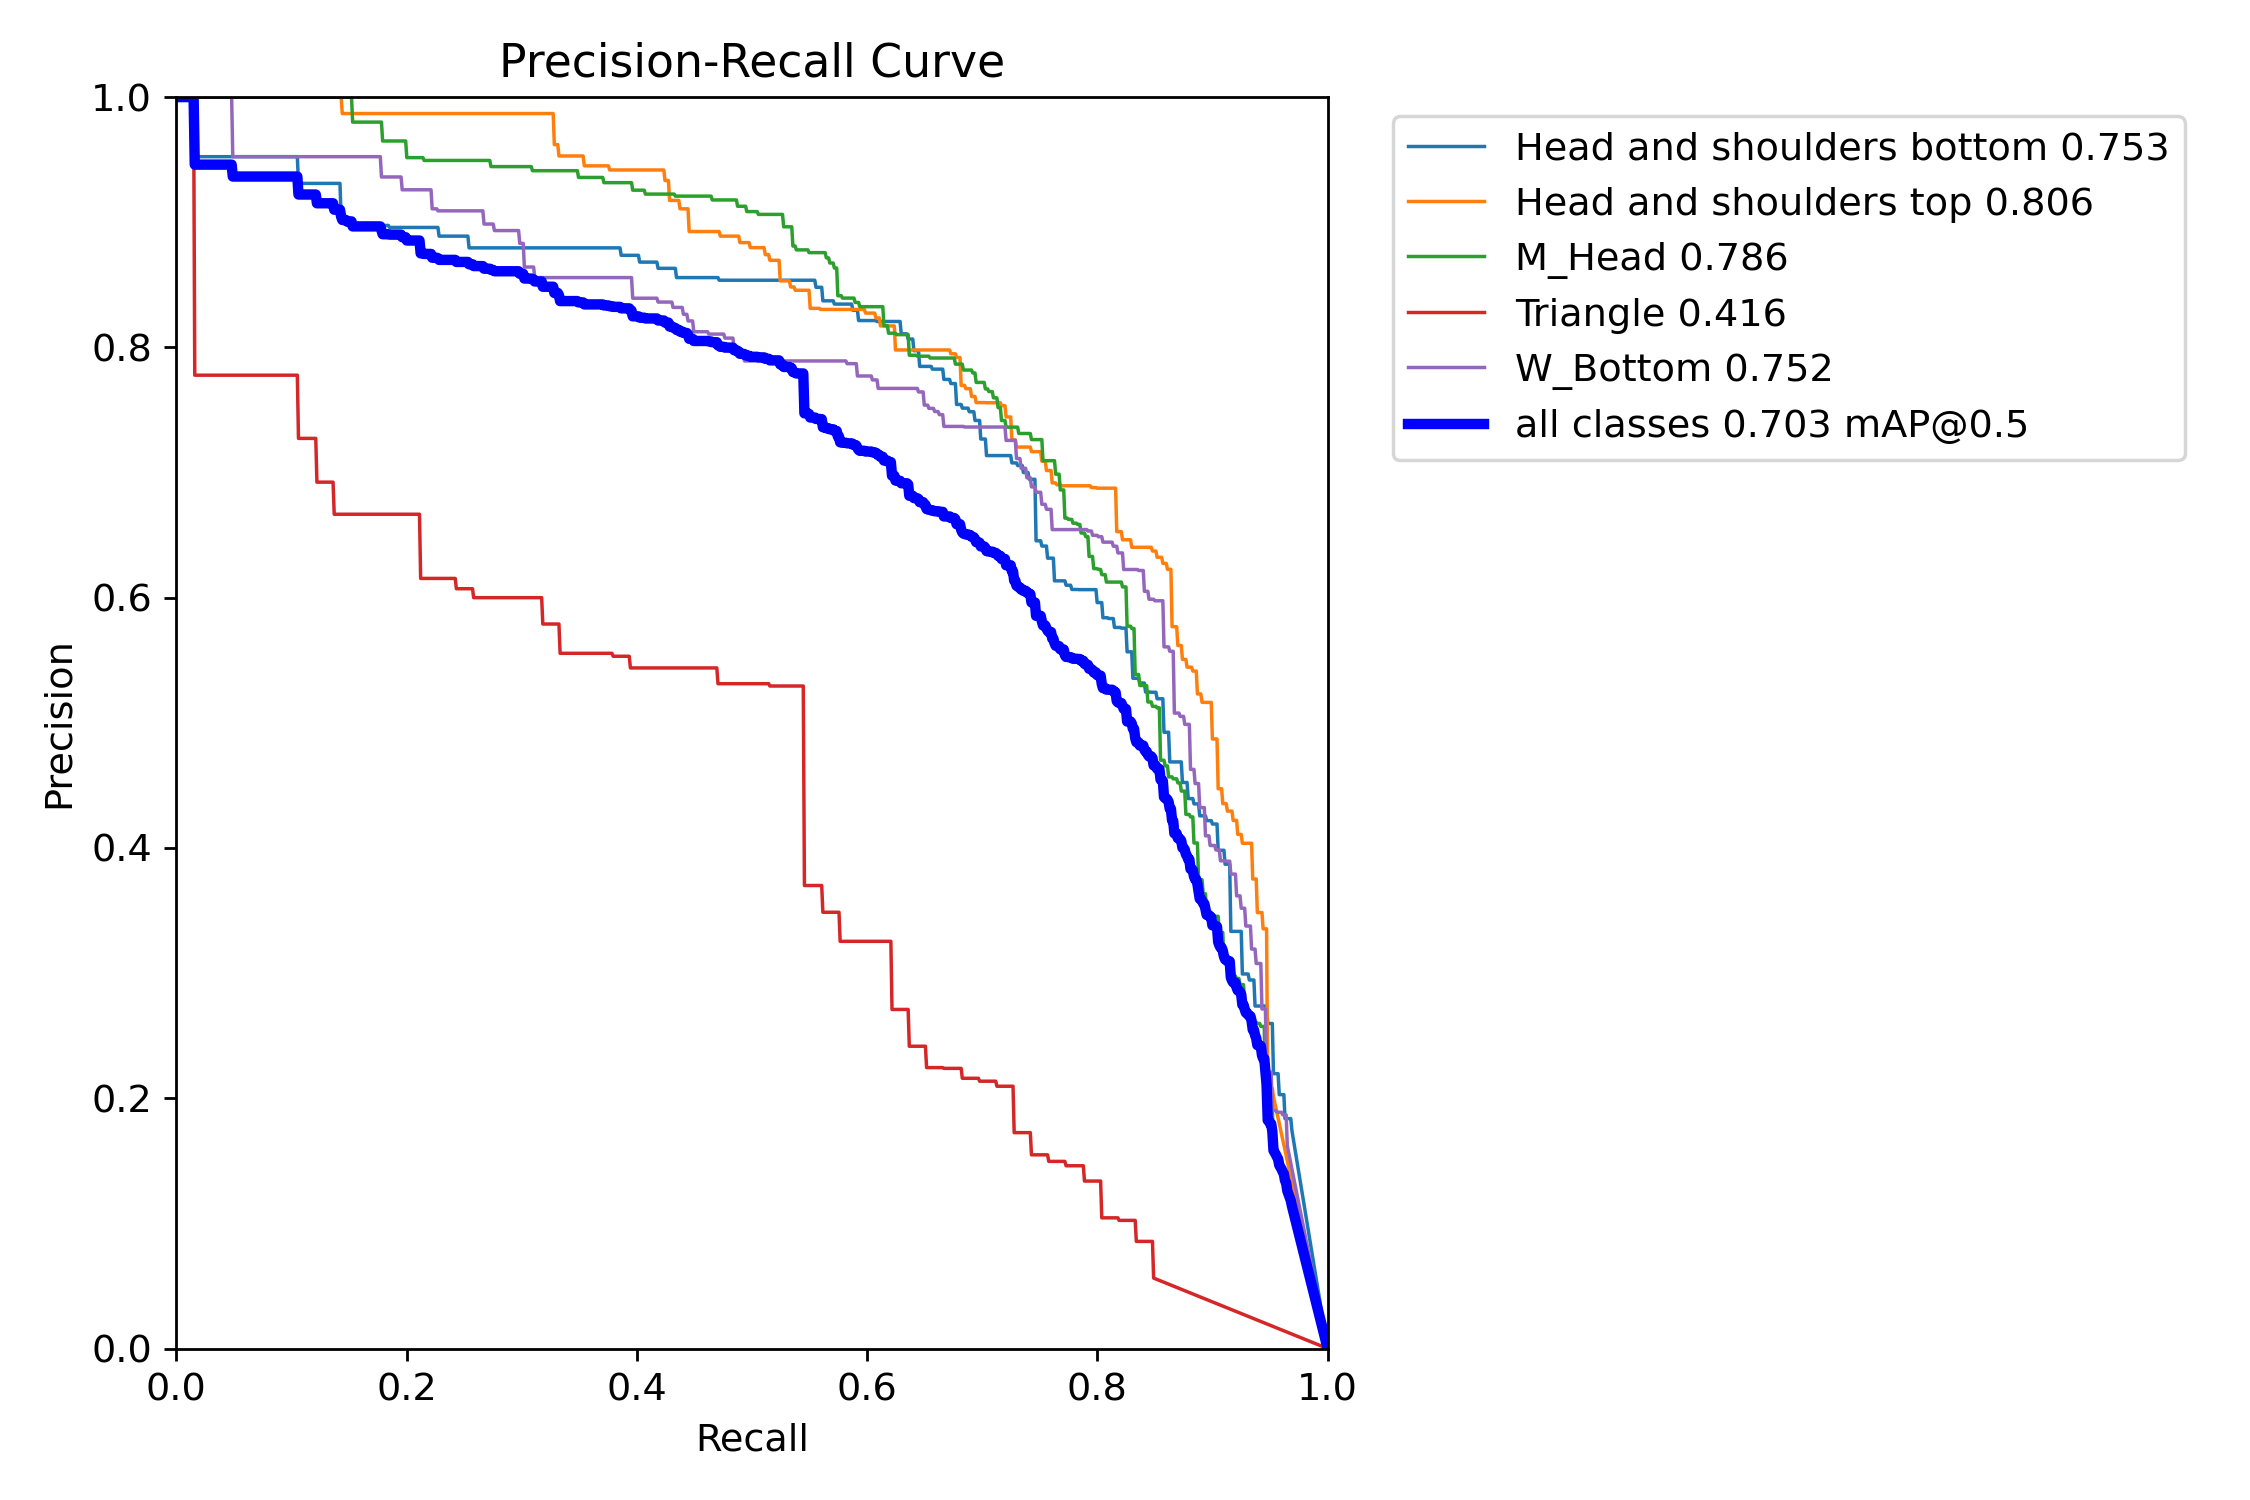 Precision-Recall Curve
1.0
0.8
0.6
0.4
0.2
0.0
Precision
0.0 0.2 0.4 0.6 0.8 1.0
Recall
Head and shoulders bottom 0.753
Head and shoulders top 0.806
M_Head 0.786
Triangle 0.416
W_Bottom 0.752
all classes 0.703 mAP@0.5